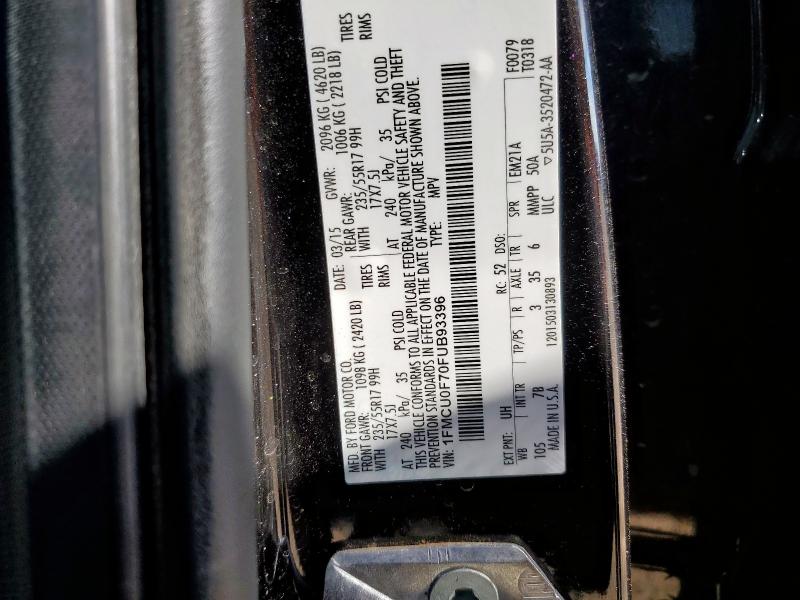 MFD. BY FORD MOTOR CO.
DATE: 03/15 GVWR: 2096 KG ( 4620 LB)
FRONT GAWR: 1098 KG ( 2420 LB) REAR GAWR: 1006 KG ( 2218 LB)
WITH 235/55R17 99H TIRES WITH 235/55R17 99H TIRES
17X7.5J RIMS 17X7.5J RIMS
AT 240 kPa/ 35 PSI COLD AT 240 kPa/ 35 PSI COLD
THIS VEHICLE CONFORMS TO ALL APPLICABLE FEDERAL MOTOR VEHICLE SAFETY AND THEFT
PREVENTION STANDARDS IN EFFECT ON THE DATE OF MANUFACTURE SHOWN ABOVE.
VIN: 1FMCU0F70FUB93396 TYPE: MPV
EXT PNT: UH RC: 52 DSO: F0079
WB INT TR TP/PS R AXLE TR SPR EM21A T0318
105 7B 3 35 6 MMPP 50A
MADE IN U.S.A. 1201503130893 ULC ▽5U5A-3520472-AA